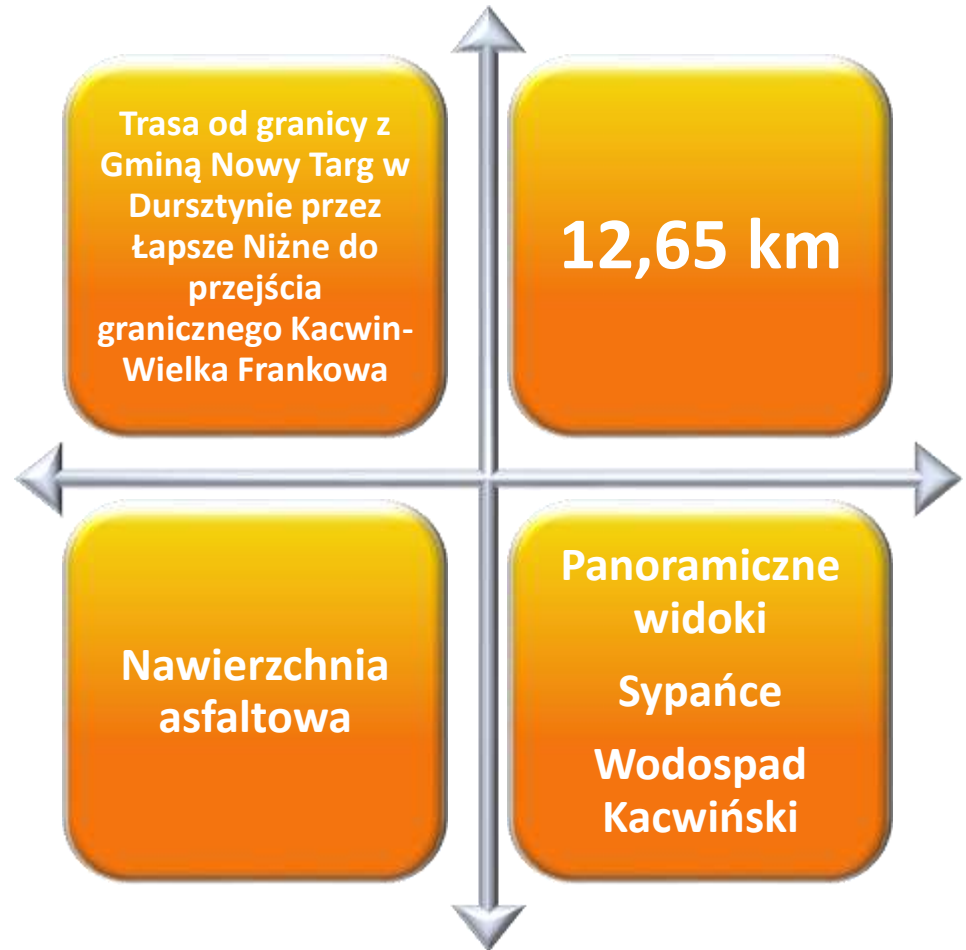 Trasa od granicy z
Gminą Nowy Targ w
Dursztynie przez
Łapsze Niżne do
przejścia
granicznego Kacwin-
Wielka Frankowa
12,65 km
Nawierzchnia
asfaltowa
Panoramiczne
widoki
Sypańce
Wodospad
Kacwiński